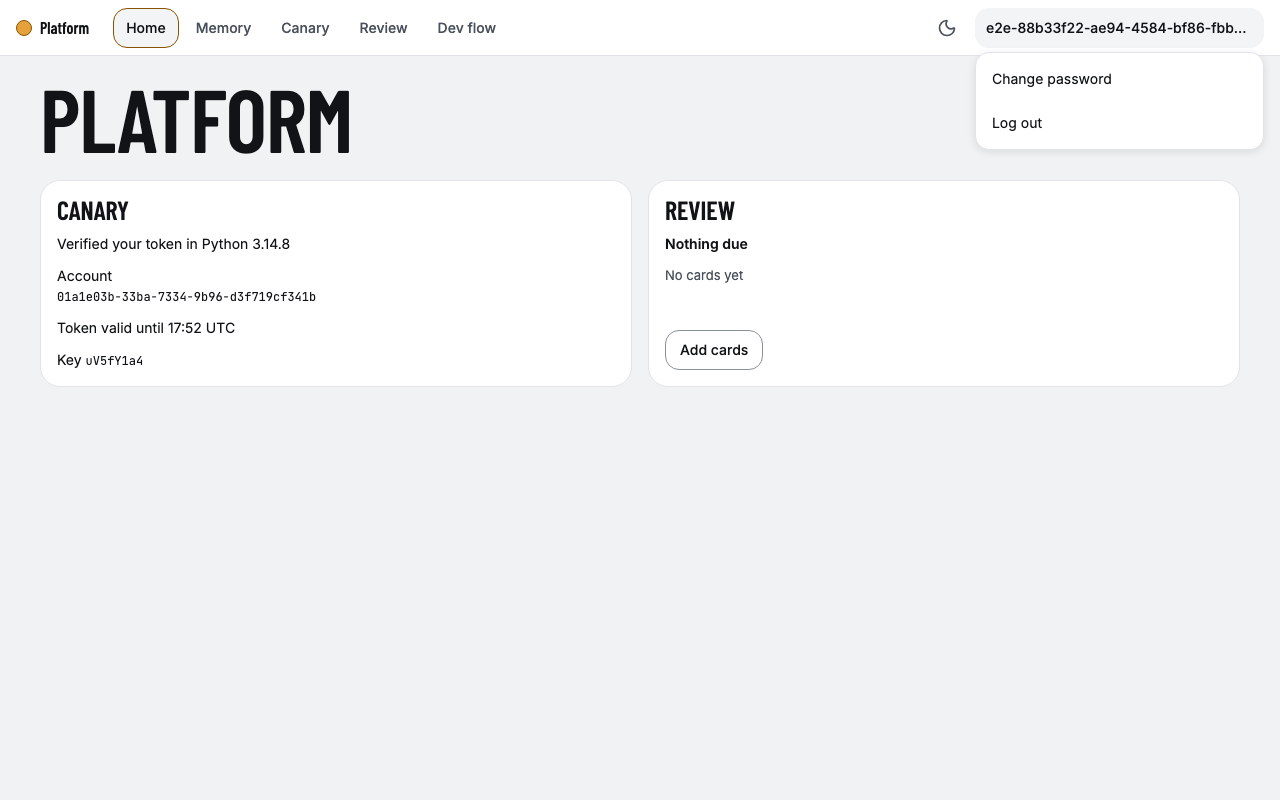 Platform
Home
Memory
Canary
Review
Dev flow
e2e-88b33f22-ae94-4584-bf86-fbb...
Change password
Log out
PLATFORM
CANARY
Verified your token in Python 3.14.8
Account
01a1e03b-33ba-7334-9b96-d3f719cf341b
Token valid until 17:52 UTC
Key uV5fY1a4
REVIEW
Nothing due
No cards yet
Add cards